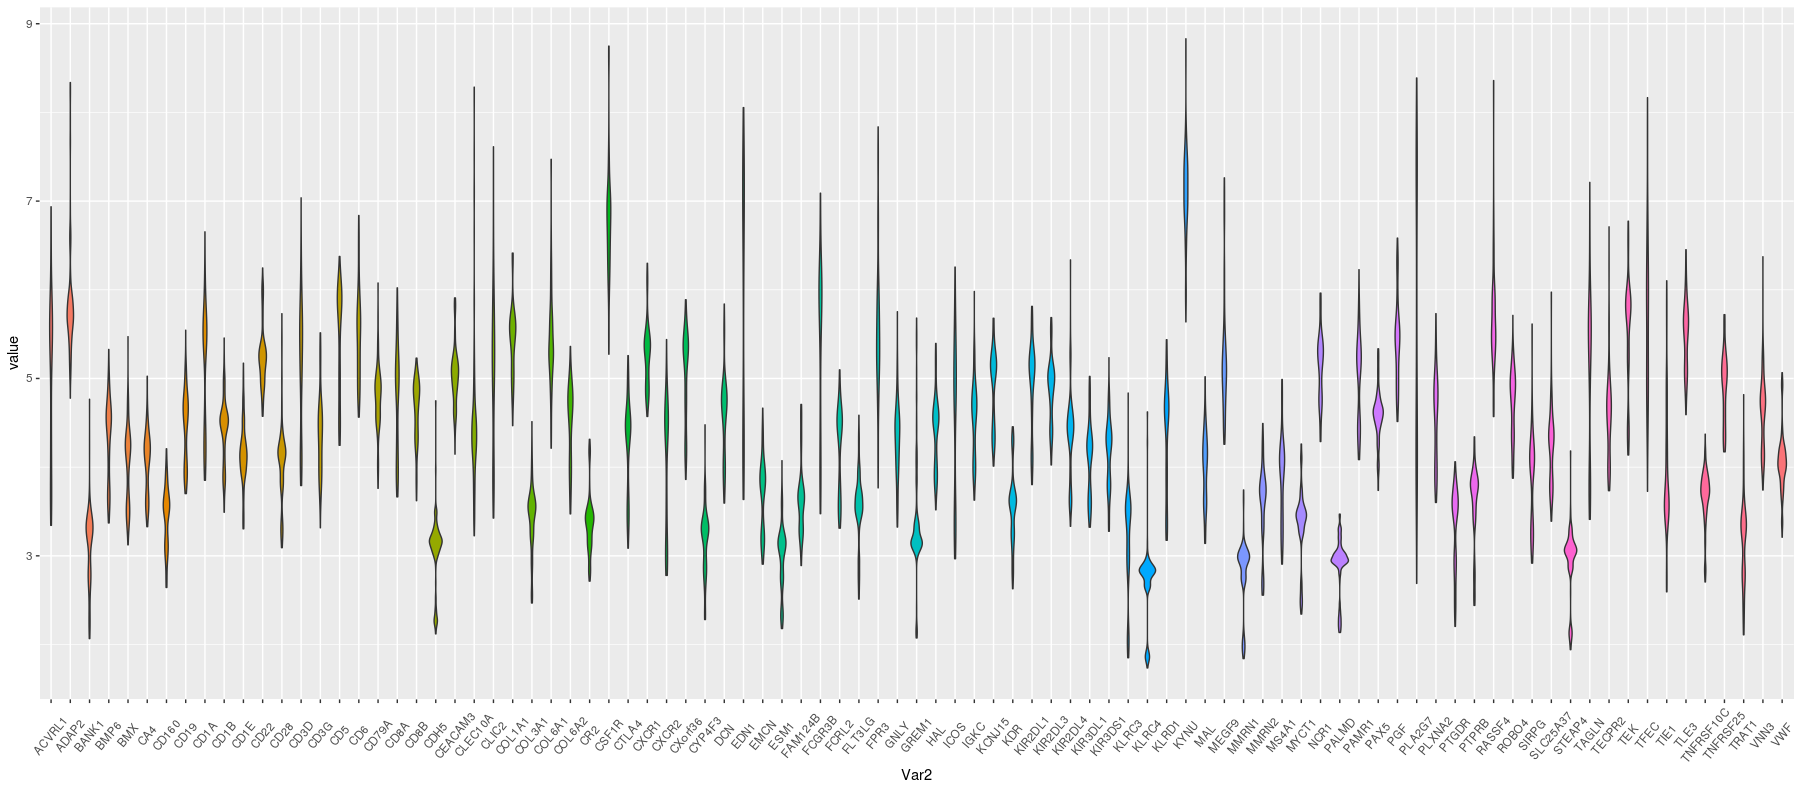 9
7
5
3
value
ACVRL1
ADAP2
BANK1
BMP6
BMX
CA4
CD160
CD19
CD1A
CD1B
CD1E
CD22
CD28
CD3D
CD3G
CD5
CD6
CD79A
CD8A
CD8B
CDH5
CEACAM3
CLEC10A
CLIC2
COL1A1
COL3A1
COL6A1
COL6A2
CR2
CSF1R
CTLA4
CXCR1
CXCR2
CXorf36
CYP4F3
DCN
EDN1
EMCN
ESM1
FAM124B
FCGR3B
FCRL2
FLT3LG
FPR3
GNLY
GREM1
HAL
ICOS
IGKC
KCNJ15
KDR
KIR2DL1
KIR2DL3
KIR2DL4
KIR3DL1
KIR3DS1
KLRC3
KLRC4
KLRD1
KYNU
MAL
MEGF9
MMRN1
MMRN2
MS4A1
MYCT1
NCR1
PALMD
PAMR1
PAX5
PGF
PLA2G7
PLXNA2
PTGDR
PTPRB
RASSF4
ROBO4
SIRPG
SLC25A37
STEAP4
TAGLN
TECPR2
TEK
TFEC
TIE1
TLE3
TNFRSF10C
TNFRSF25
TRAT1
VNN3
VWF
Var2